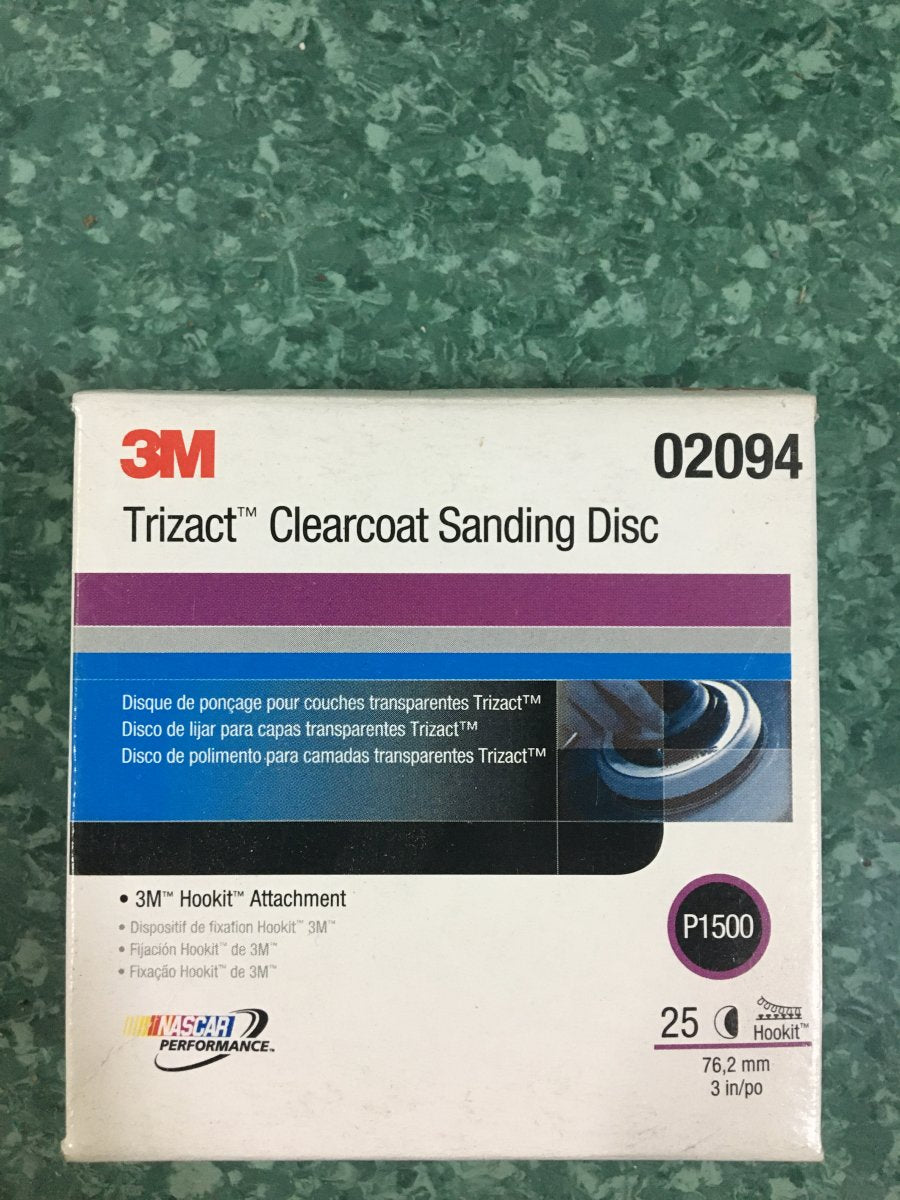 3M
02094
Trizact™ Clearcoat Sanding Disc
Disque de ponçage pour couches transparentes Trizact™
Disco de lijar para capas transparentes Trizact™
Disco de polimento para camadas transparentes Trizact™
• 3M™ Hookit™ Attachment
• Dispositif de fixation Hookit™ 3M™
• Fijación Hookit™ de 3M™
• Fixação Hookit™ de 3M™
P1500
NASCAR
PERFORMANCE™
25
Hookit™
76,2 mm
3 in/po